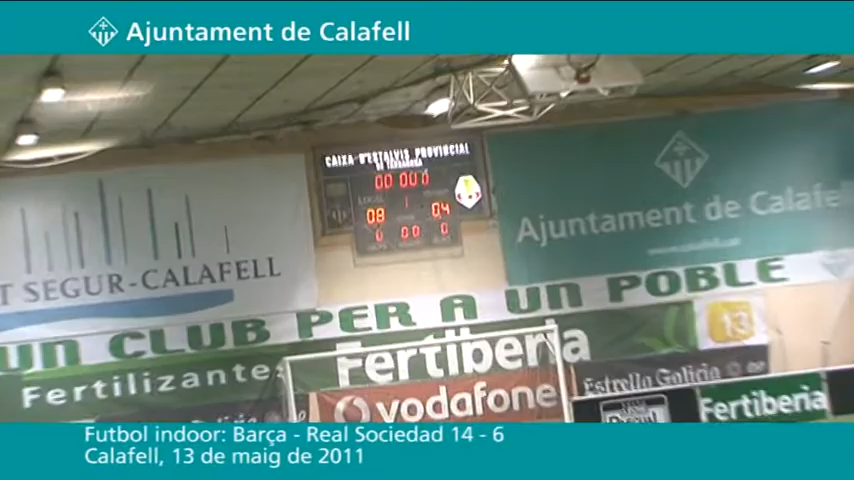 Ajuntament de Calafell
CAIXA D'ESTALVIS PROVINCIAL
DE TARRAGONA
00 00
LOCAL
1
08 04
0 00 0
Ajuntament de Calafell
T SEGUR-CALAFELL
UN CLUB PER A UN POBLE
Fertilizante
Fertiberia
13
Estrella Galicia
vodafone
Fertiberia
Futbol indoor: Barça - Real Sociedad 14 - 6
Calafell, 13 de maig de 2011